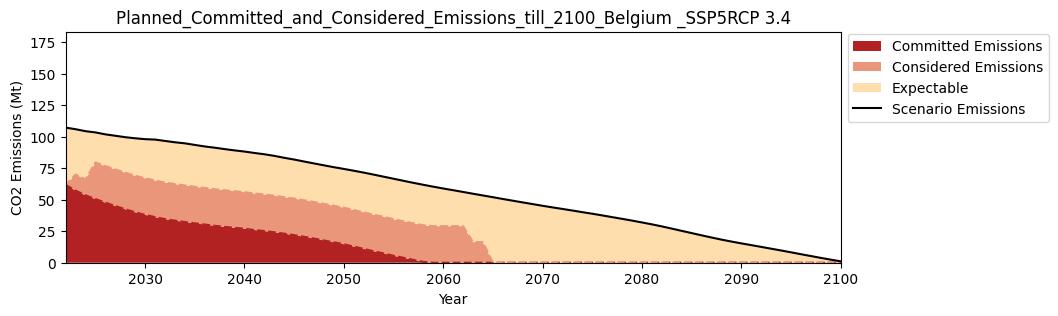 Planned_Committed_and_Considered_Emissions_till_2100_Belgium _SSP5RCP 3.4
175
150
125
100
75
50
25
0
CO2 Emissions (Mt)
2030
2040
2050
2060
2070
2080
2090
2100
Year
Committed Emissions
Considered Emissions
Expectable
Scenario Emissions